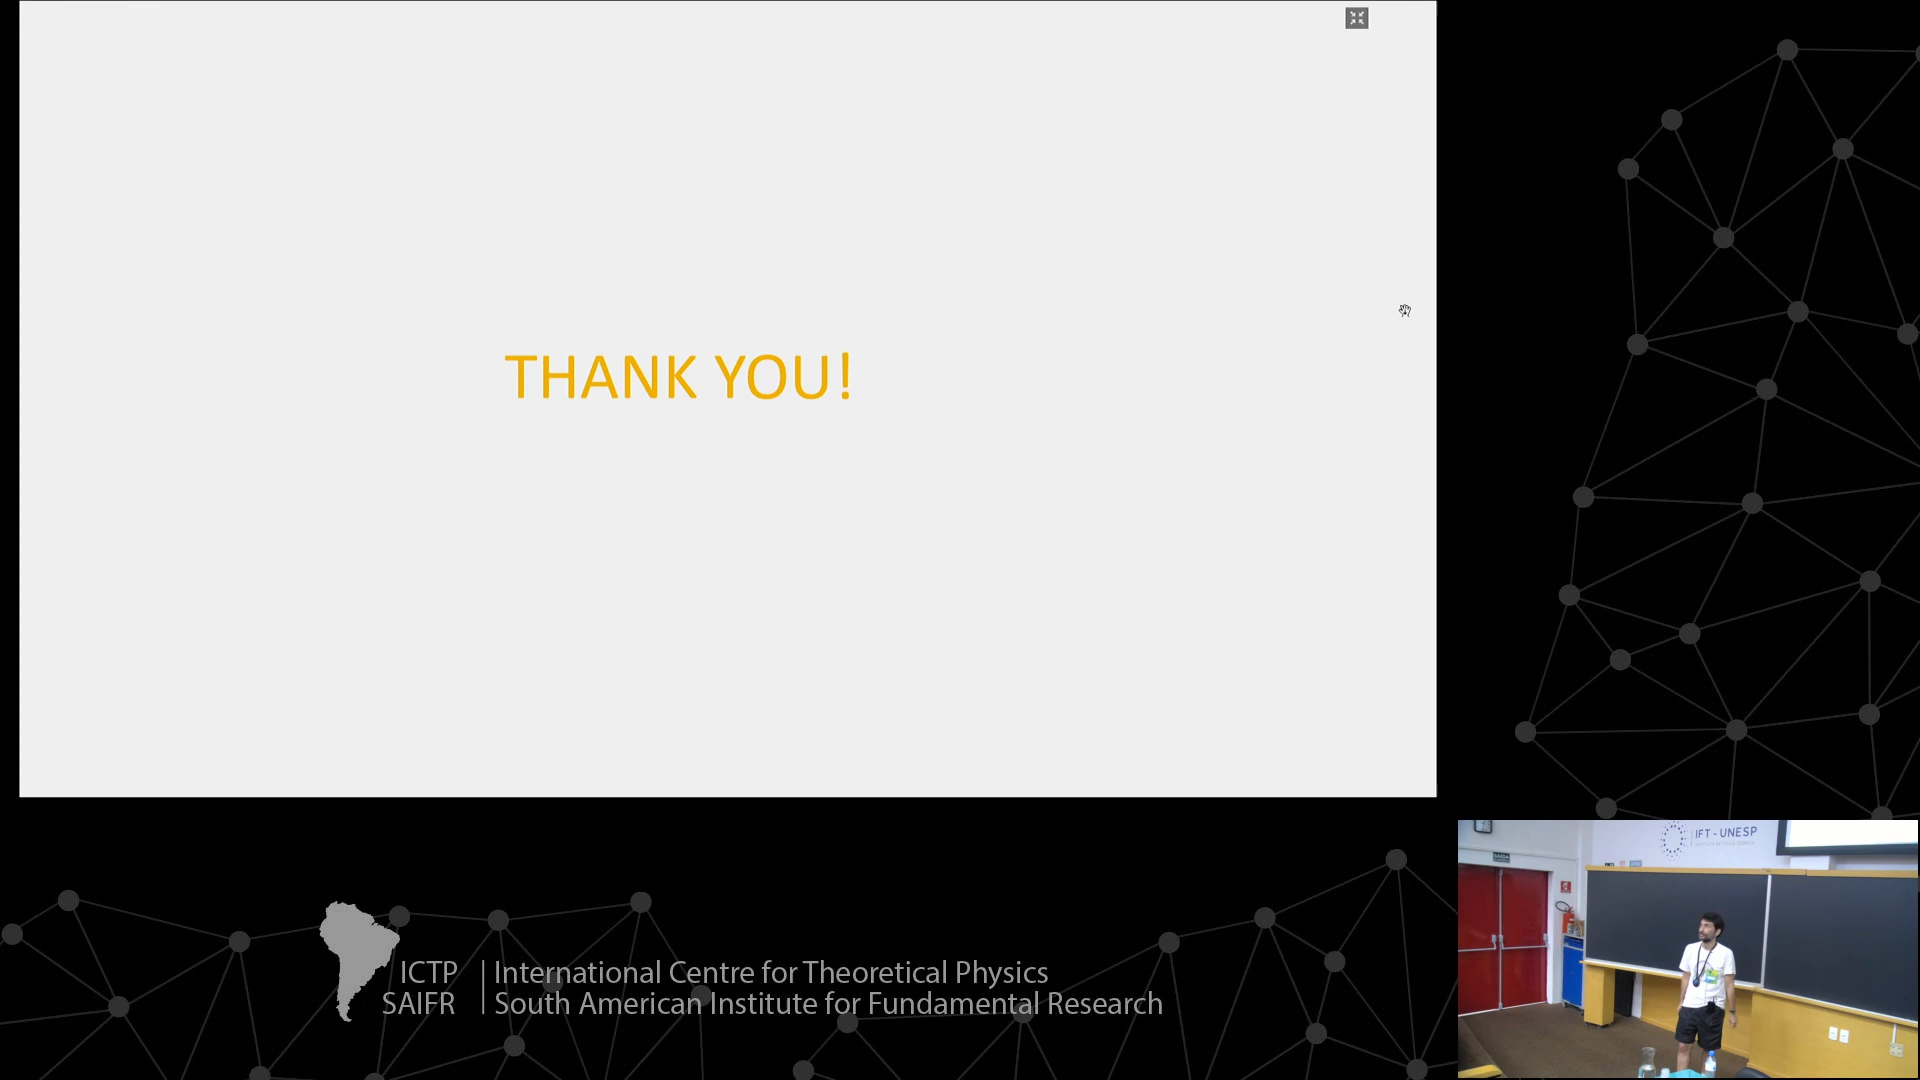 THANK YOU!
ICTP
SAIFR
International Centre for Theoretical Physics
South American Institute for Fundamental Research
IFT - UNESP